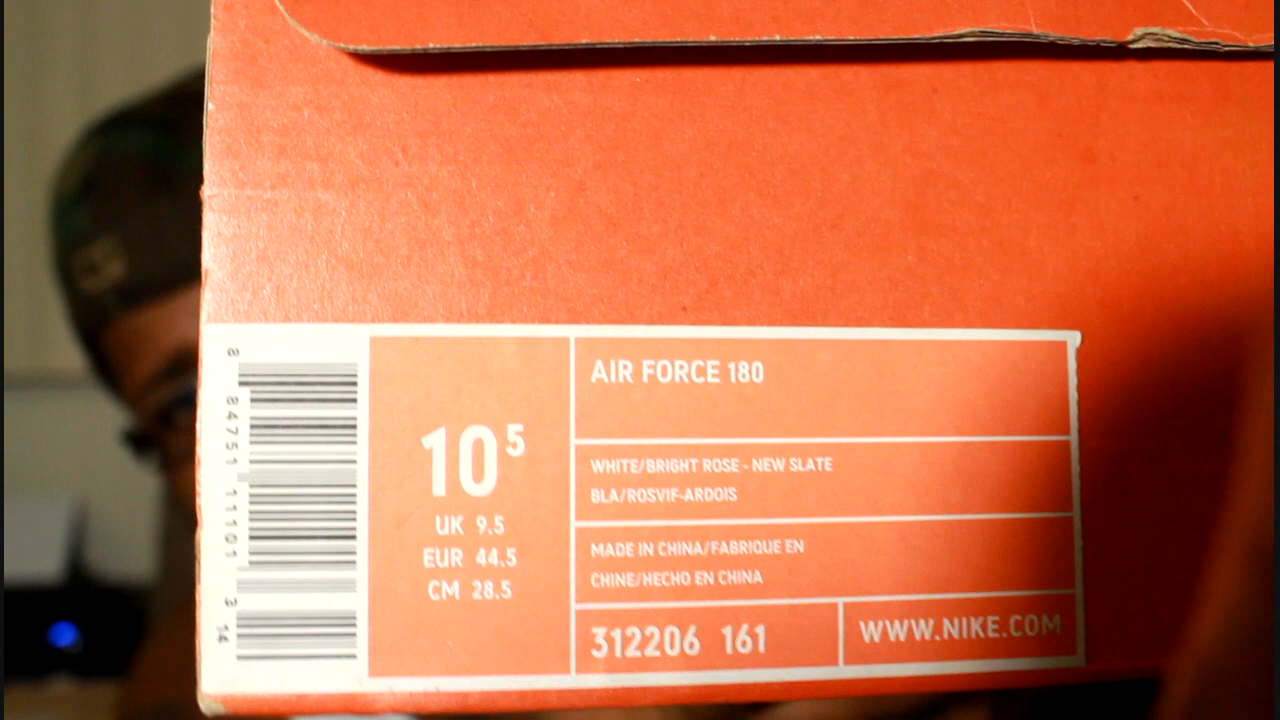 8 84751 11101 3 14
10 5
UK 9.5
EUR 44.5
CM 28.5
AIR FORCE 180
WHITE/BRIGHT ROSE - NEW SLATE
BLA/ROSVIF-ARDOIS
MADE IN CHINA/FABRIQUE EN
CHINE/HECHO EN CHINA
312206 161
WWW.NIKE.COM